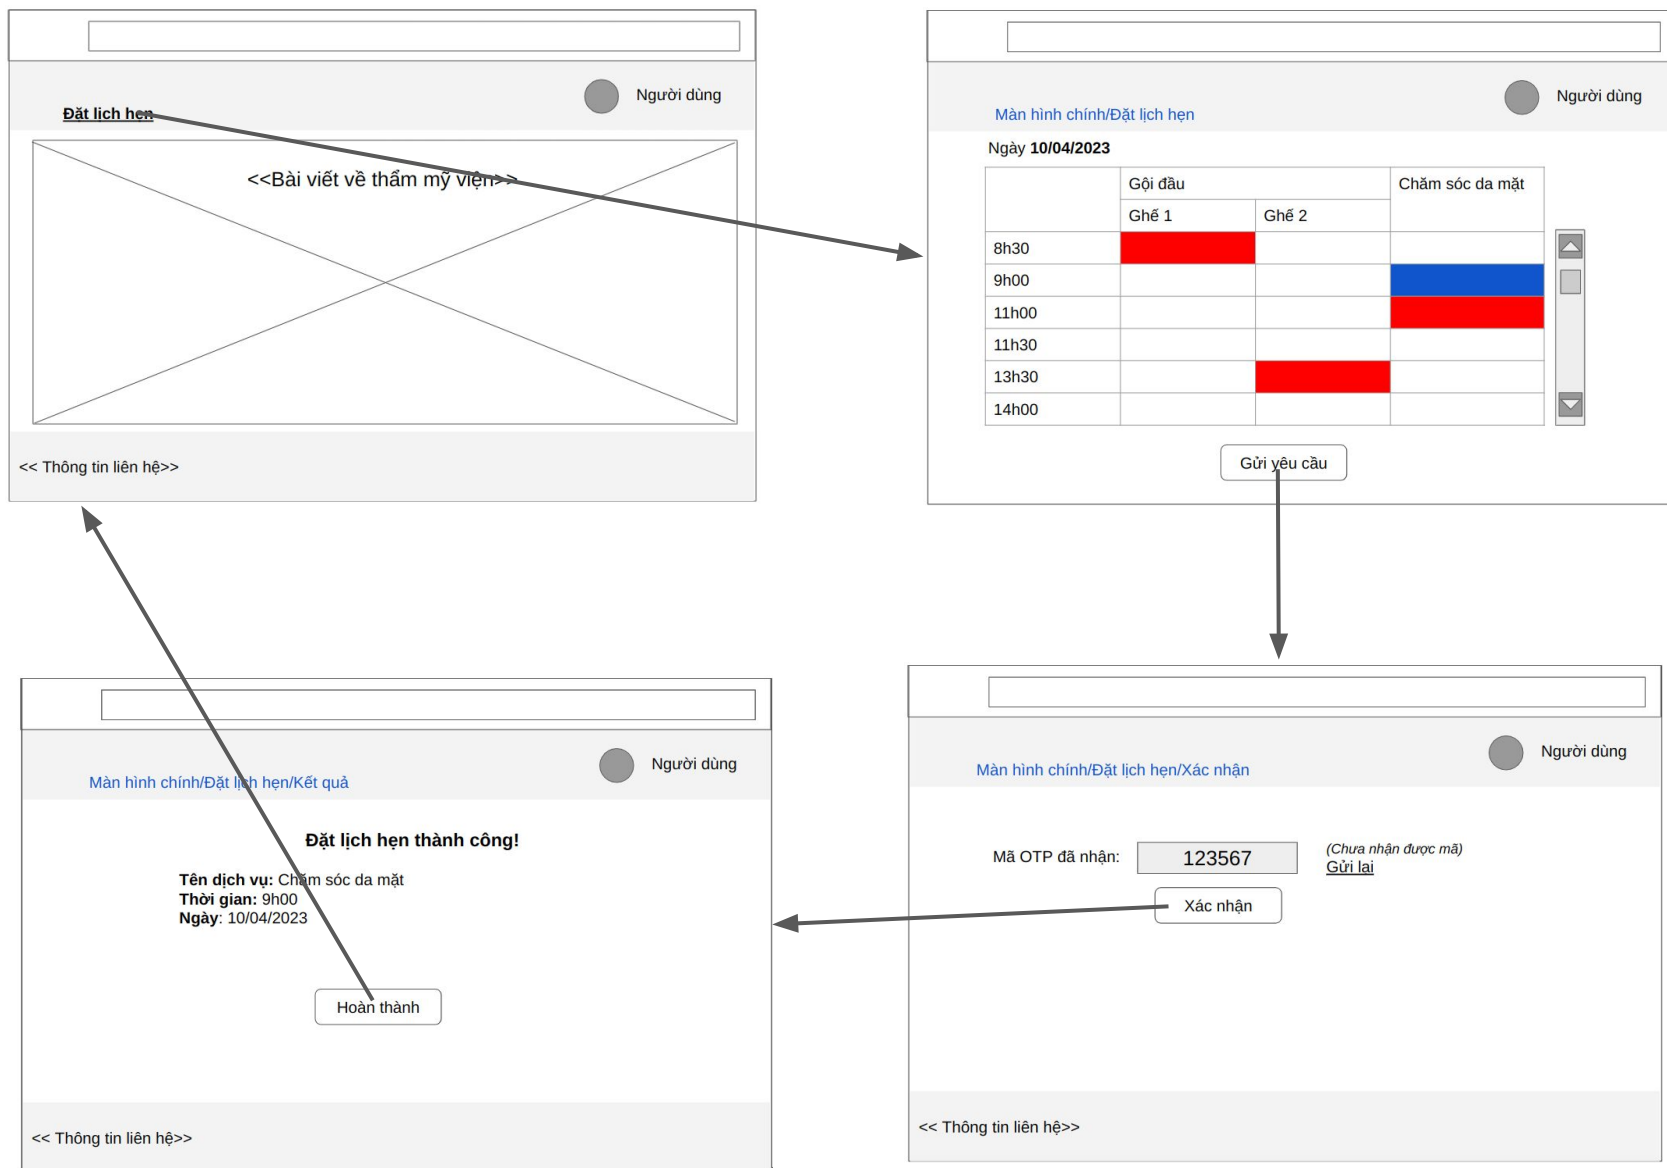 Người dùng
Đặt lịch hẹn
<<Bài viết về thẩm mỹ viện>>
<< Thông tin liên hệ>>
Người dùng
Màn hình chính/Đặt lịch hẹn
Ngày 10/04/2023
Gội đầu
Chăm sóc da mặt
Ghế 1
Ghế 2
8h30
9h00
11h00
11h30
13h30
14h00
Gửi yêu cầu
Người dùng
Màn hình chính/Đặt lịch hẹn/Xác nhận
Mã OTP đã nhận:
123567
(Chưa nhận được mã)
Gửi lại
Xác nhận
<< Thông tin liên hệ>>
Người dùng
Màn hình chính/Đặt lịch hẹn/Kết quả
Đặt lịch hẹn thành công!
Tên dịch vụ: Chăm sóc da mặt
Thời gian: 9h00
Ngày: 10/04/2023
Hoàn thành
<< Thông tin liên hệ>>